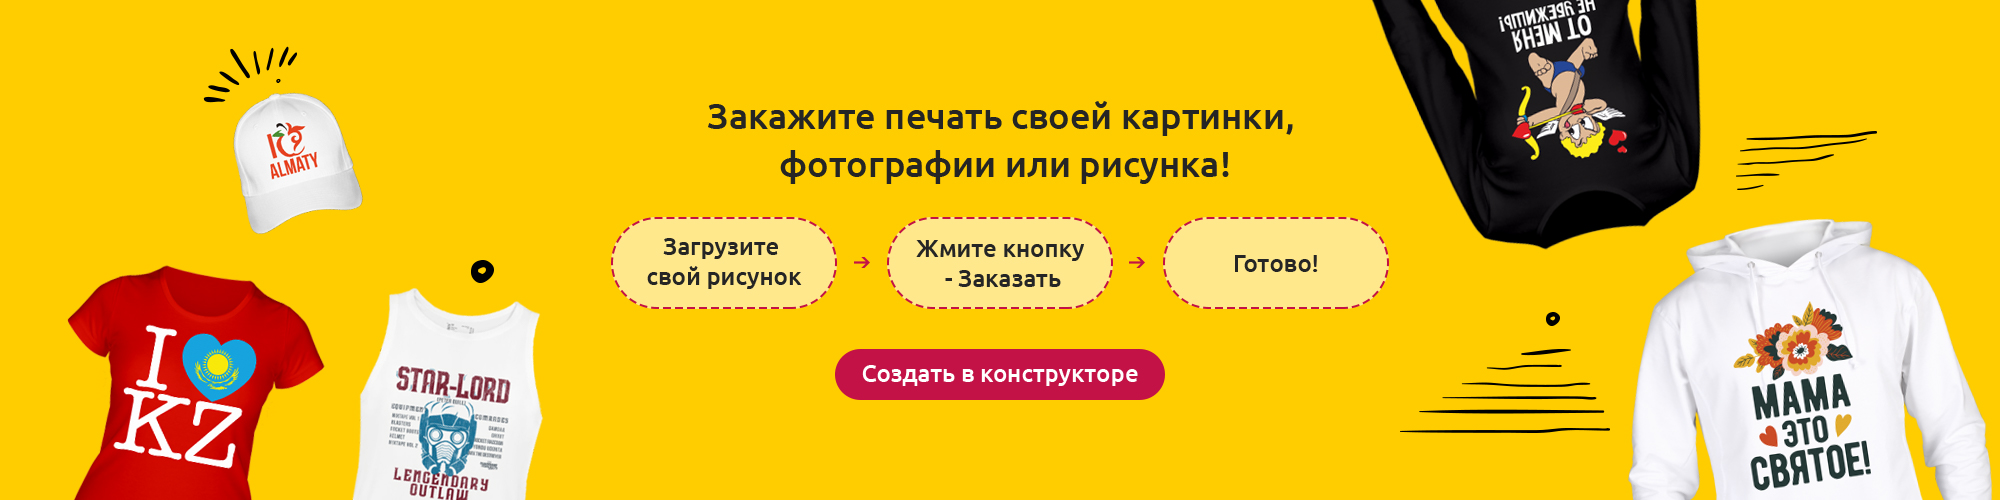 Закажите печать своей картинки,
фотографии или рисунка!
Загрузите
свой рисунок
Жмите кнопку
- Заказать
Готово!
Создать в конструкторе
I
ALMATY
I
KZ
STAR-LORD
LEGENDARY
OUTLAW
ОТ МЕНЯ
НЕ УБЕЖИШЬ!
МАМА
ЭТО
СВЯТОЕ!